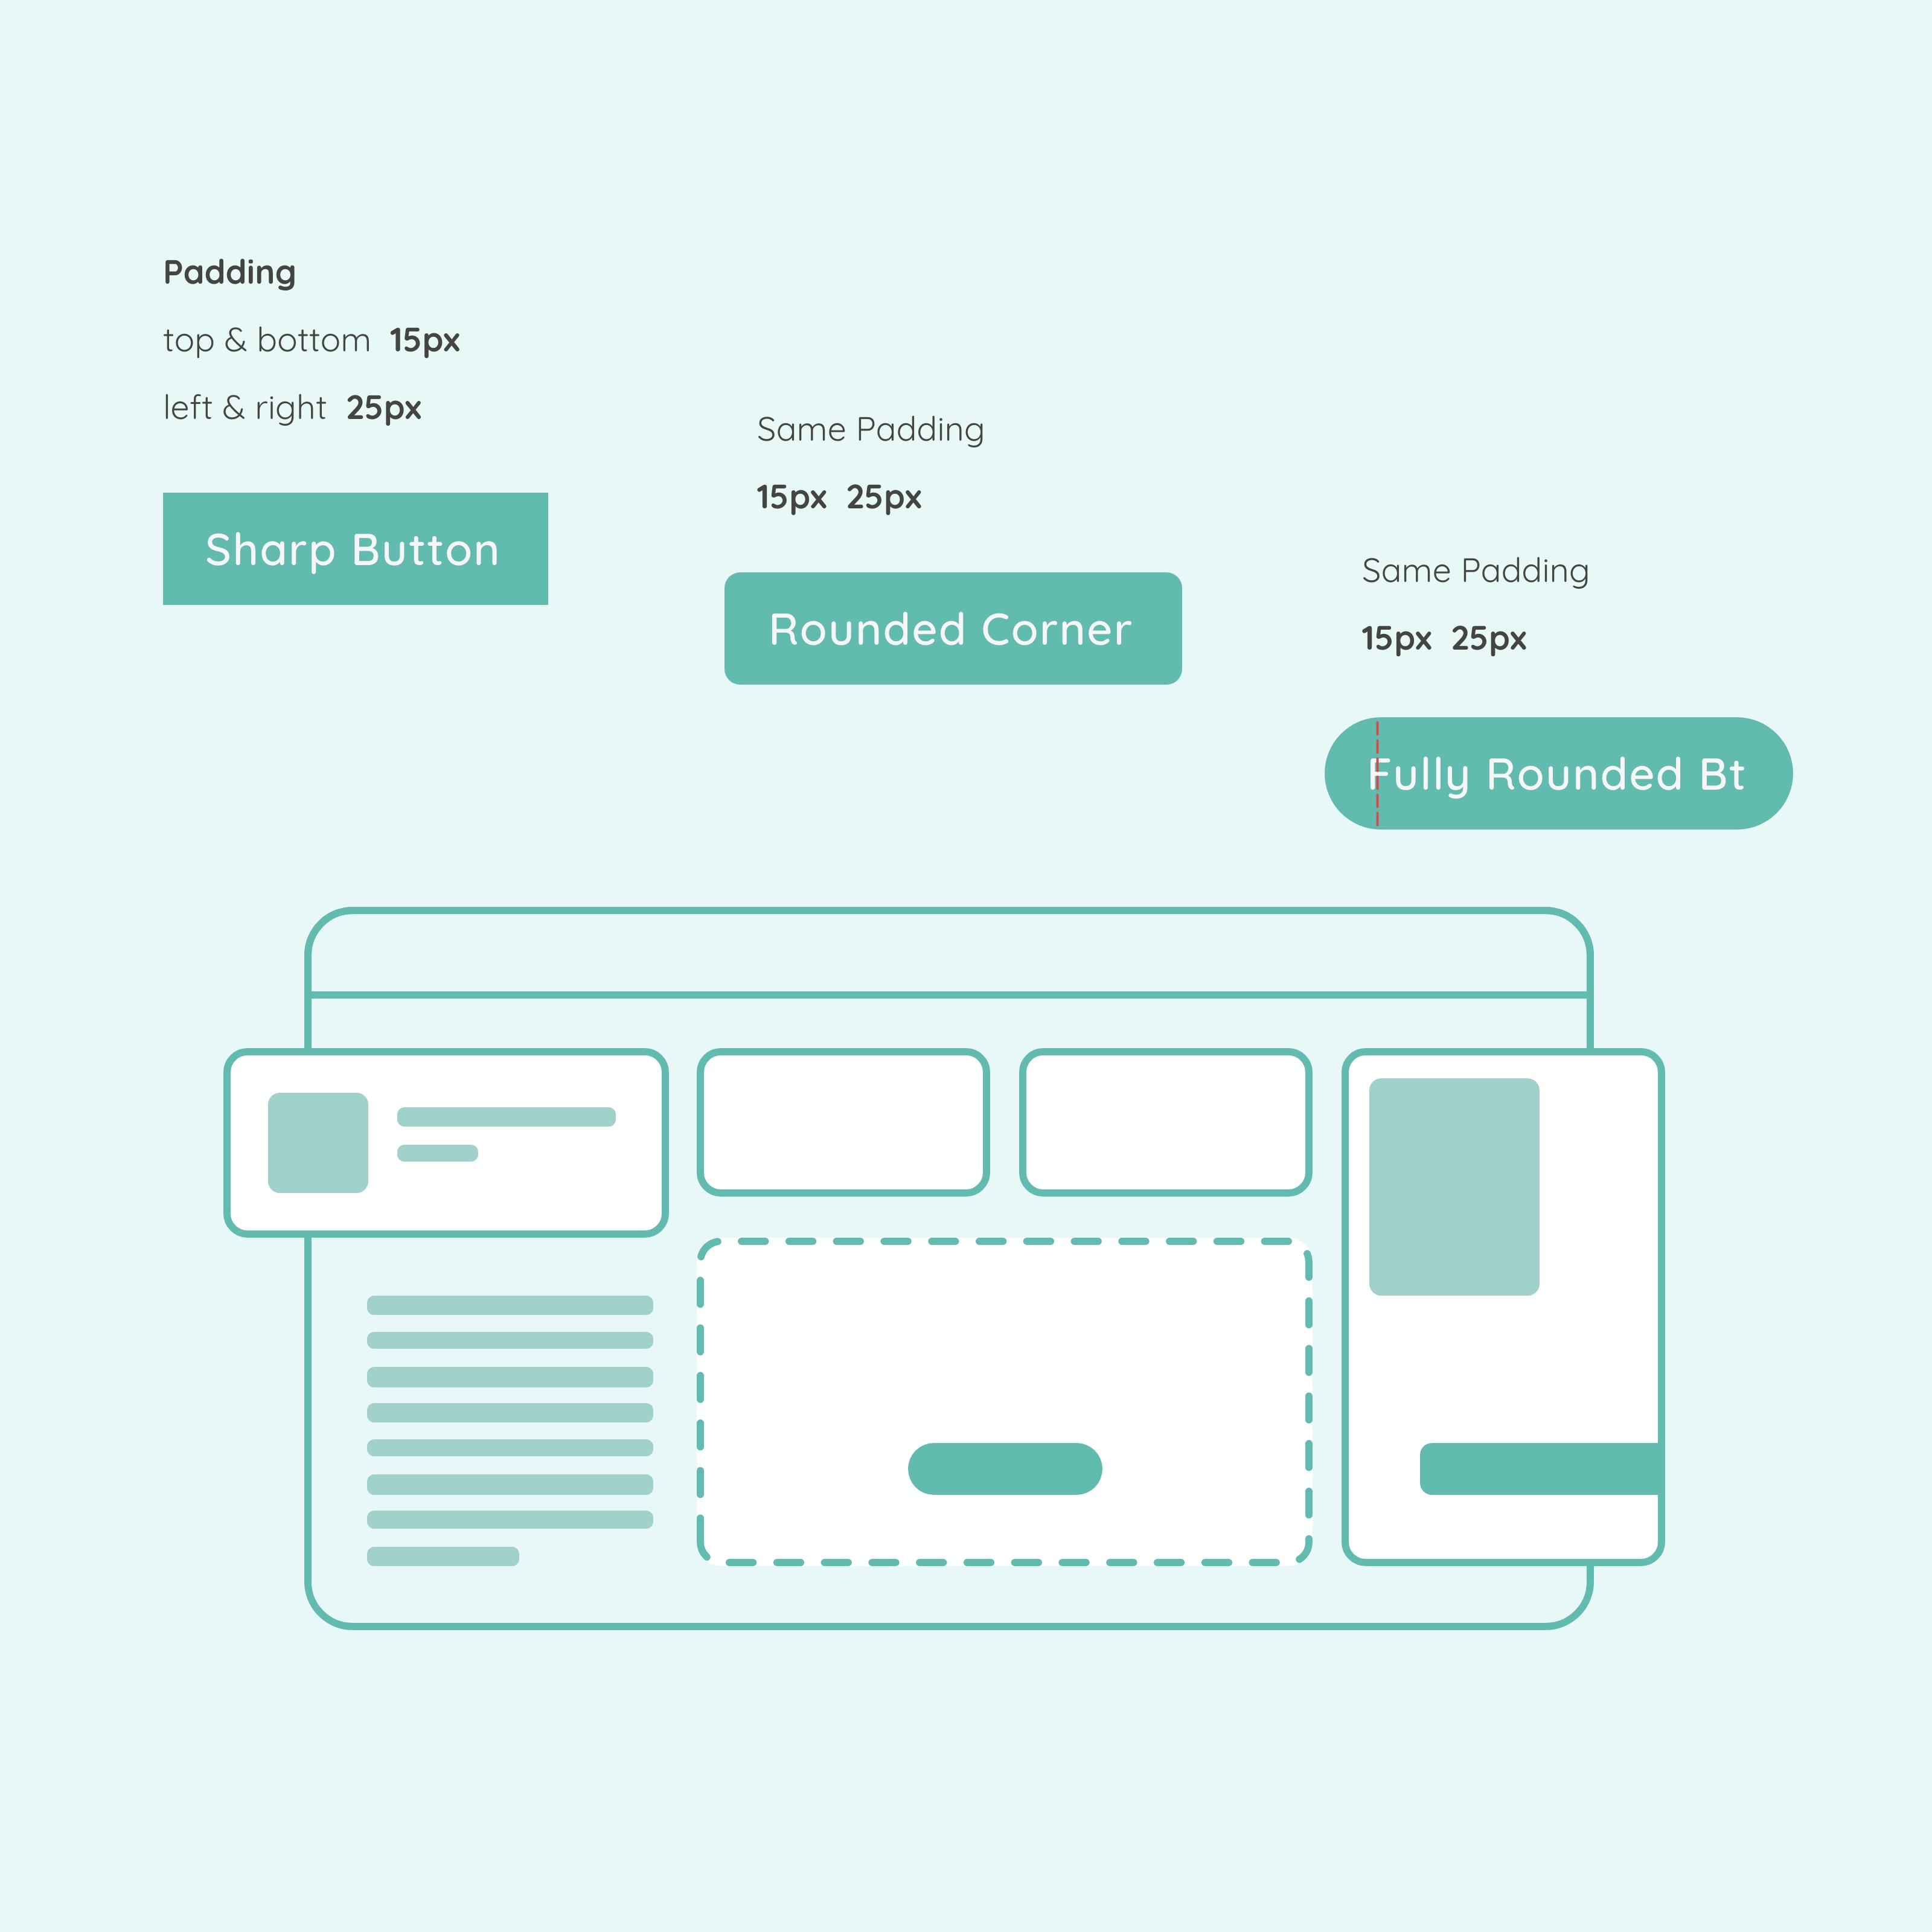 Padding
top & bottom 15px
left & right 25px
Sharp Button
Same Padding
15px 25px
Rounded Corner
Same Padding
15px 25px
Fully Rounded Bt